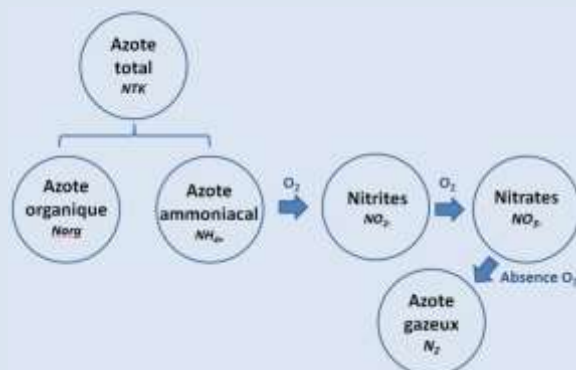 Azote
total
NTK
Azote
organique
Norg
Azote
ammoniacal
NH₄₊
O₂
Nitrites
NO₂₋
O₂
Nitrates
NO₃₋
Absence O₂
Azote
gazeux
N₂